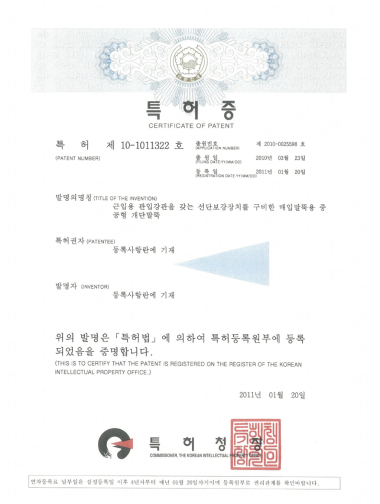 특허증
CERTIFICATE OF PATENT
특 허 제 10-1011322 호
(PATENT NUMBER)
출원번호 제 2010-0025598 호
(APPLICATION NUMBER)
출 원 일 2010년 03월 23일
(FILING DATE:YY/MM/DD)
등 록 일 2011년 01월 20일
(REGISTRATION DATE:YY/MM/DD)
발명의명칭 (TITLE OF THE INVENTION)
근입용 관입강관을 갖는 선단보강장치를 구비한 매입말뚝용 중
공형 개단말뚝
특허권자 (PATENTEE)
등록사항란에 기재
발명자 (INVENTOR)
등록사항란에 기재
위의 발명은 「특허법」에 의하여 특허등록원부에 등록
되었음을 증명합니다.
(THIS IS TO CERTIFY THAT THE PATENT IS REGISTERED ON THE REGISTER OF THE KOREAN
INTELLECTUAL PROPERTY OFFICE.)
2011년 01월 20일
특 허 청 장
COMMISSIONER, THE KOREAN INTELLECTUAL PROPERTY OFFICE
연차등록료 납부일은 설정등록일 이후 4년차부터 매년 01월 20일까지이며 등록원부로 권리관계를 확인바랍니다.